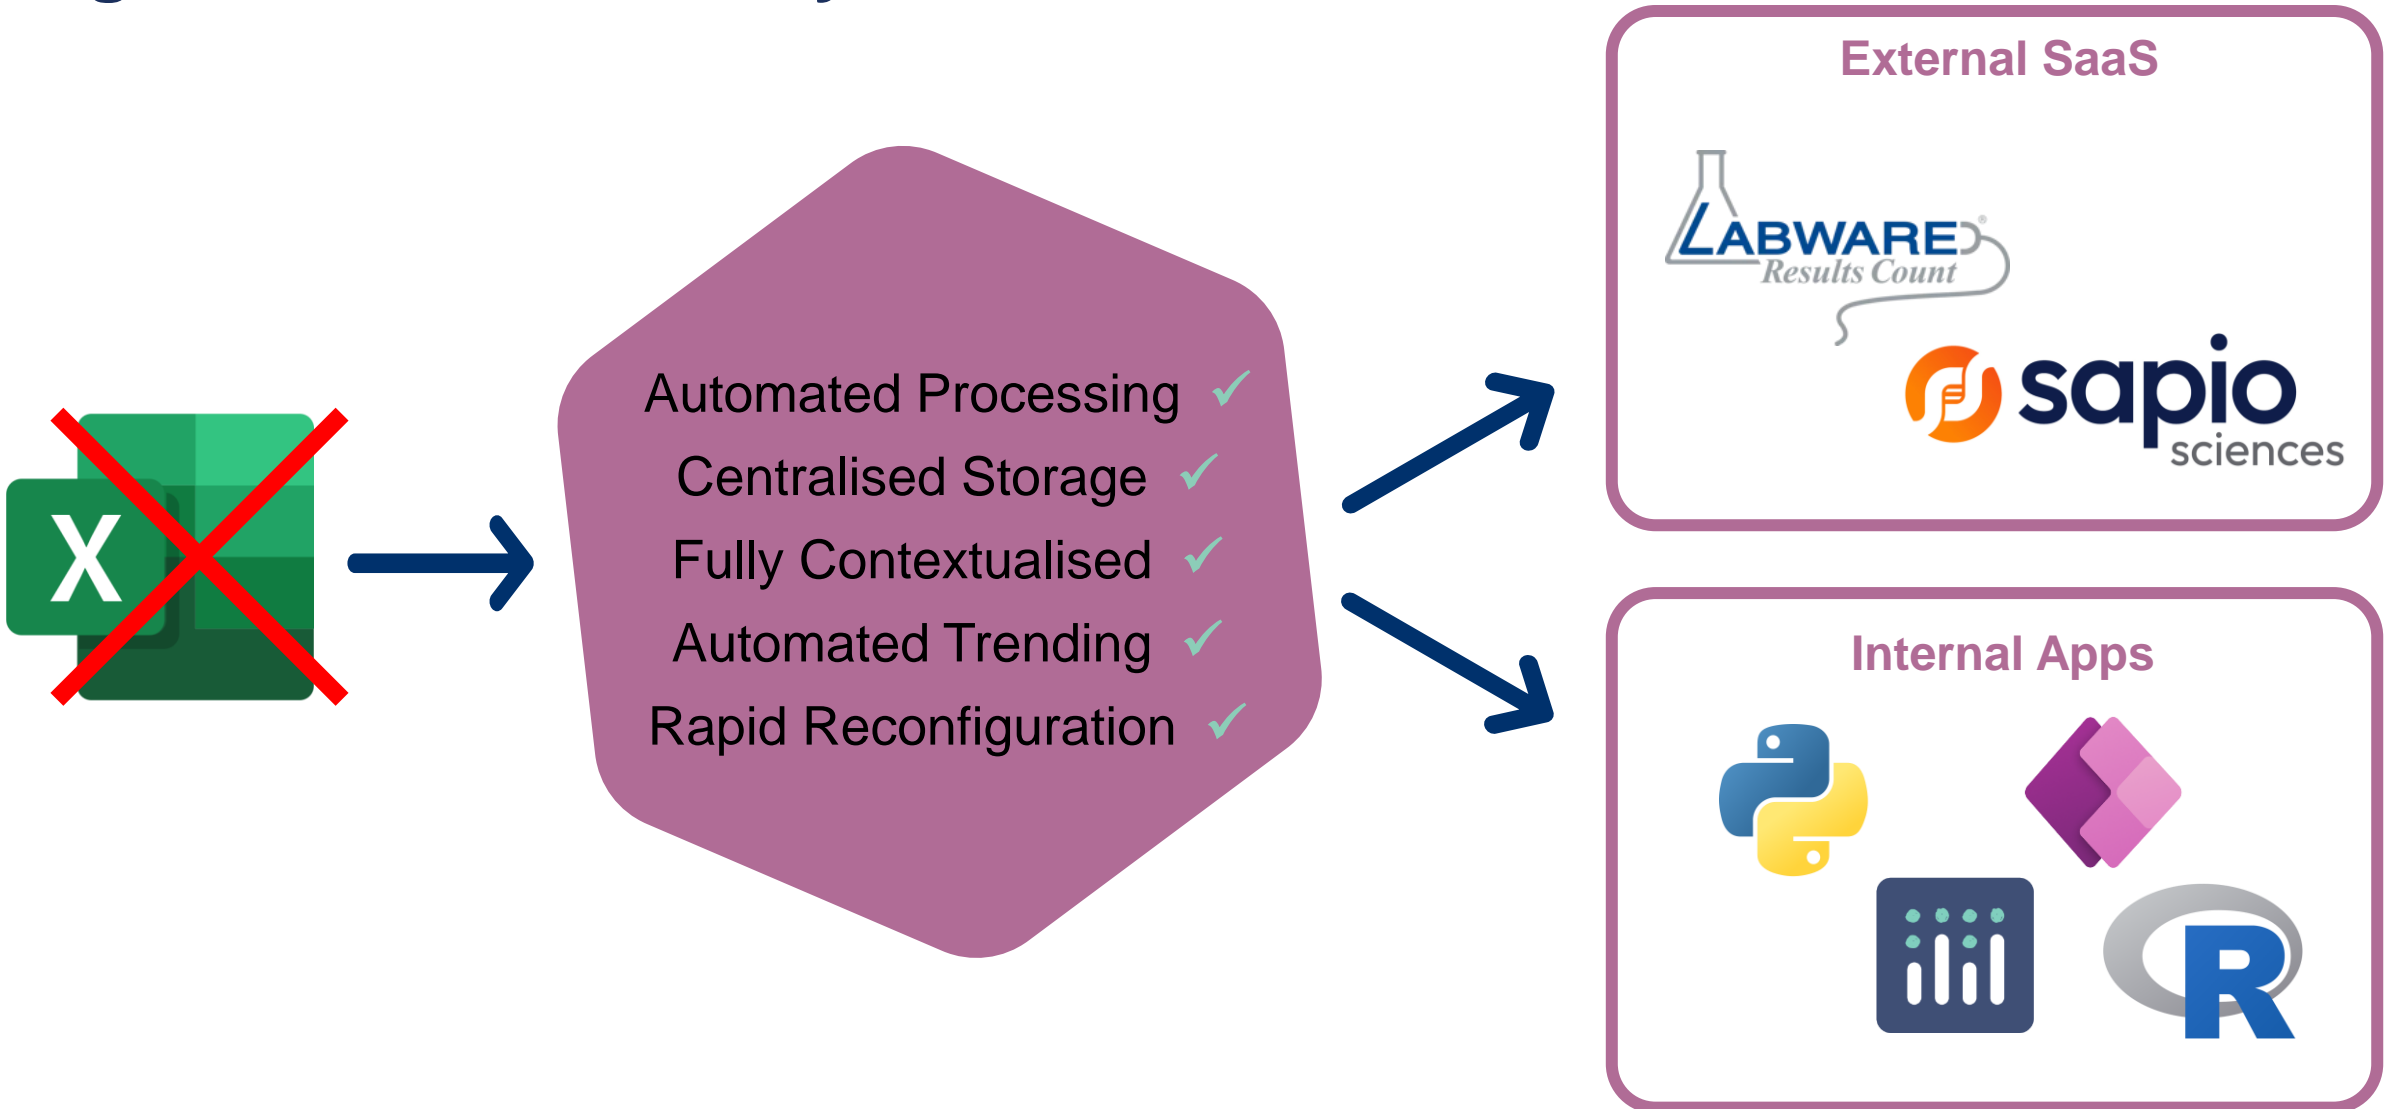 External SaaS
LABWARE®
Results Count
sapio
sciences
X
Automated Processing ✓
Centralised Storage ✓
Fully Contextualised ✓
Automated Trending ✓
Rapid Reconfiguration ✓
Internal Apps
R